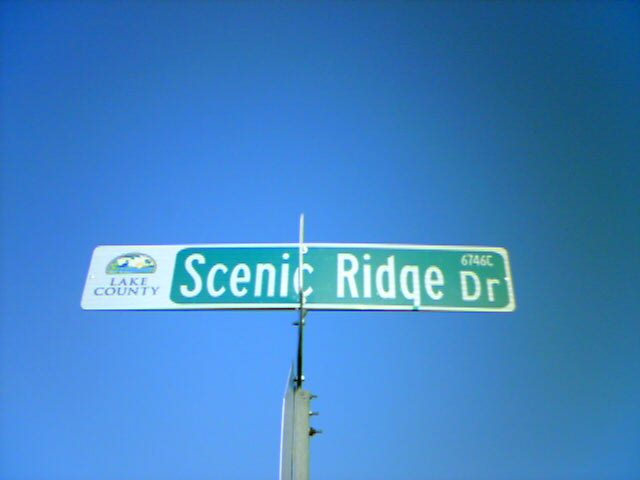 LAKE
COUNTY
Scenic Ridge Dr
6746C